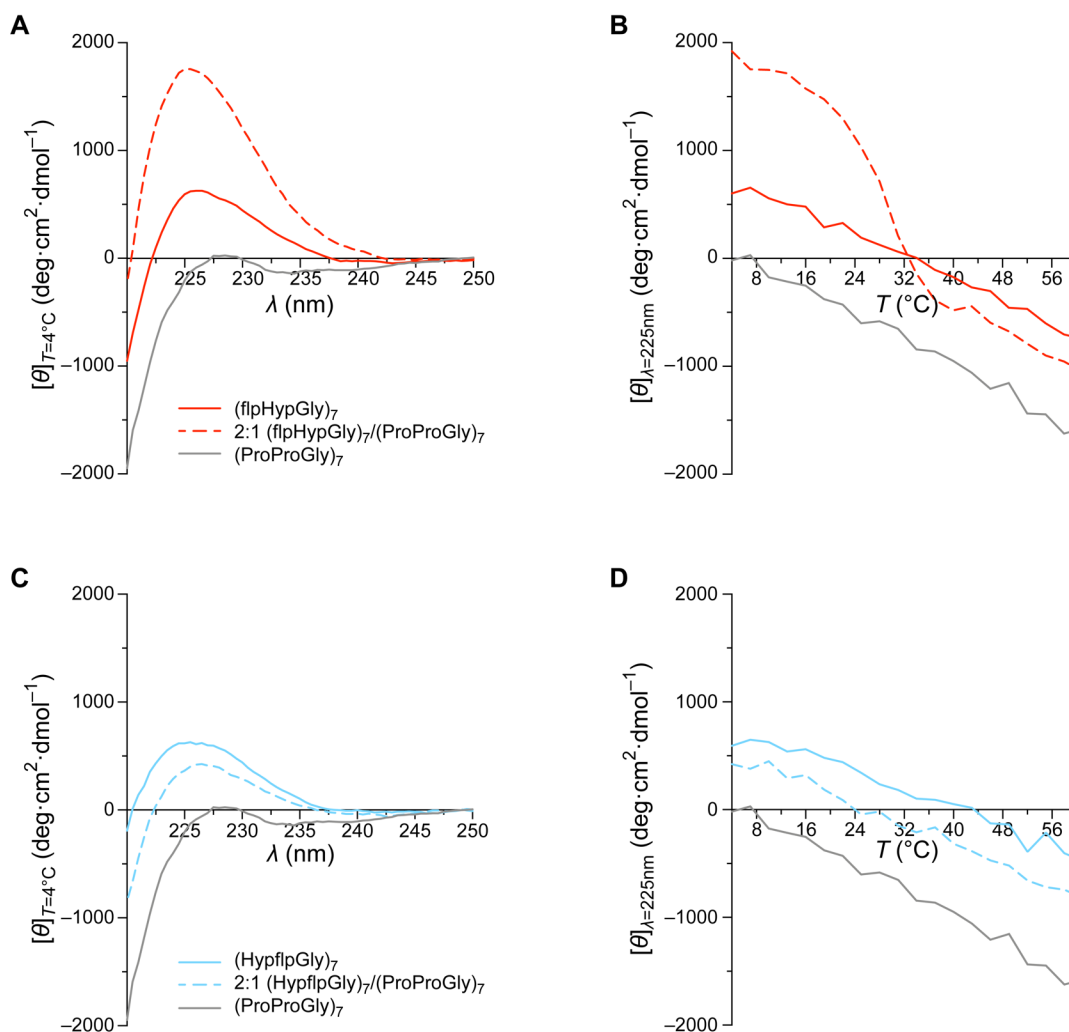 A
2000
1000
0
–1000
–2000
225 230 235 240 245 250
λ (nm)
[θ]T=4°C (deg·cm²·dmol⁻¹)
(flpHypGly)₇
2:1 (flpHypGly)₇/(ProProGly)₇
(ProProGly)₇
B
2000
1000
0
–1000
–2000
8 16 24 32 40 48 56
T (°C)
[θ]λ=225nm (deg·cm²·dmol⁻¹)
C
2000
1000
0
–1000
–2000
225 230 235 240 245 250
λ (nm)
[θ]T=4°C (deg·cm²·dmol⁻¹)
(HypflpGly)₇
2:1 (HypflpGly)₇/(ProProGly)₇
(ProProGly)₇
D
2000
1000
0
–1000
–2000
8 16 24 32 40 48 56
T (°C)
[θ]λ=225nm (deg·cm²·dmol⁻¹)